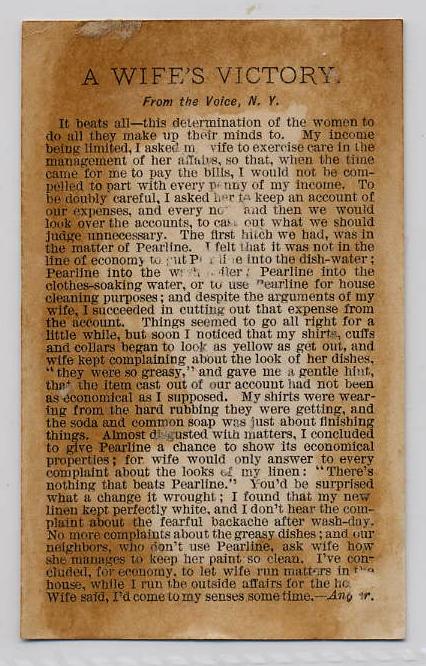 A WIFE'S VICTORY.
From the Voice, N. Y.
It beats all—this determination of the women to
do all they make up their minds to. My income
being limited, I asked m wife to exercise care in the
management of her affairs, so that, when the time
came for me to pay the bills, I would not be com-
pelled to part with every penny of my income. To
be doubly careful, I asked her to keep an account of
our expenses, and every no and then we would
look over the accounts, to cast out what we should
judge unnecessary. The first hitch we had, was in
the matter of Pearline. I felt that it was not in the
line of economy to put Pearline into the dish-water;
Pearline into the Pearline into the
clothes-soaking water, or to use Pearline for house
cleaning purposes; and despite the arguments of my
wife, I succeeded in cutting out that expense from
the account. Things seemed to go all right for a
little while, but soon I noticed that my shirts, cuffs
and collars began to look as yellow as get out, and
wife kept complaining about the look of her dishes,
"they were so greasy," and gave me a gentle hint,
that the item cast out of our account had not been
as economical as I supposed. My shirts were wear-
ing from the hard rubbing they were getting, and
the soda and common soap was just about finishing
things. Almost disgusted with matters, I concluded
to give Pearline a chance to show its economical
properties; for wife would only answer to every
complaint about the looks of my linen: "There's
nothing that beats Pearline." You'd be surprised
what a change it wrought; I found that my new
linen kept perfectly white, and I don't hear the com-
plaint about the fearful backache after wash-day.
No more complaints about the greasy dishes; and our
neighbors, who don't use Pearline, ask wife how
she manages to keep her paint so clean. I've con-
cluded, for economy, to let wife run matters in the
house, while I run the outside affairs for the ho
Wife said, I'd come to my senses some time.—